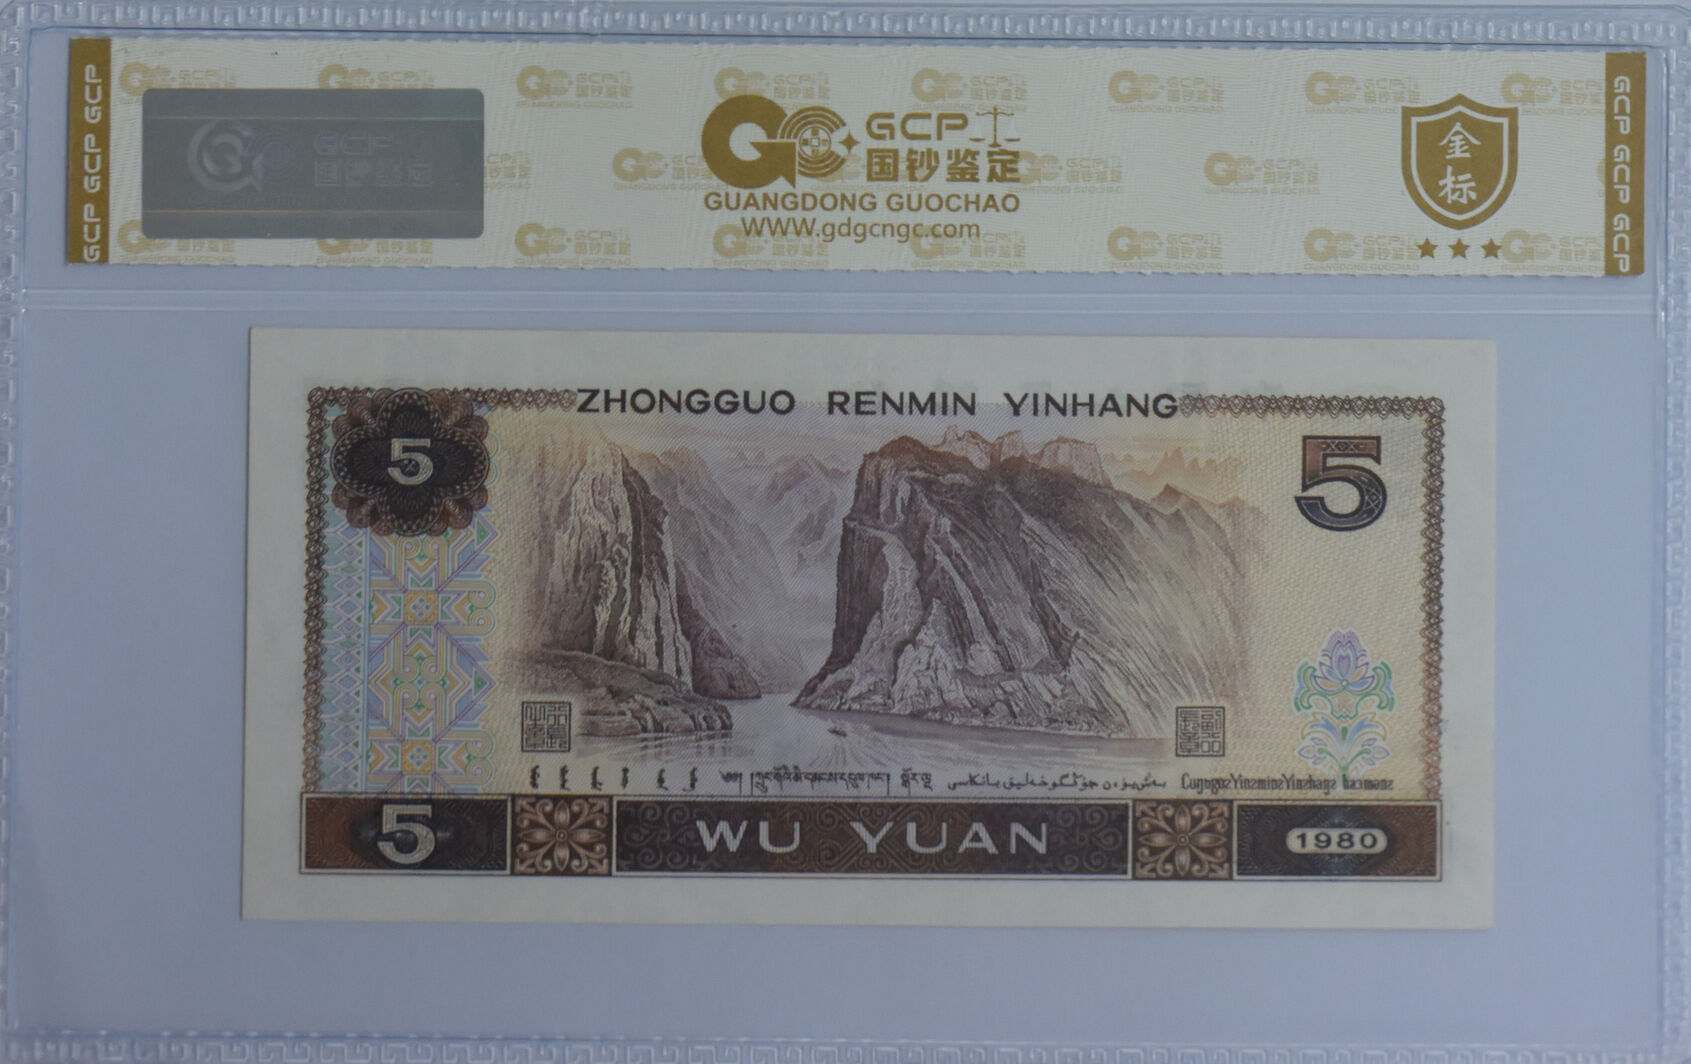 GCP GCP GCP
GCP
国钞鉴定
GUANGDONG GUOCHAO
WWW.gdgcngc.com
金标
GCP GCP GCP
ZHONGGUO RENMIN YINHANG
5
5
5
WU YUAN
1980